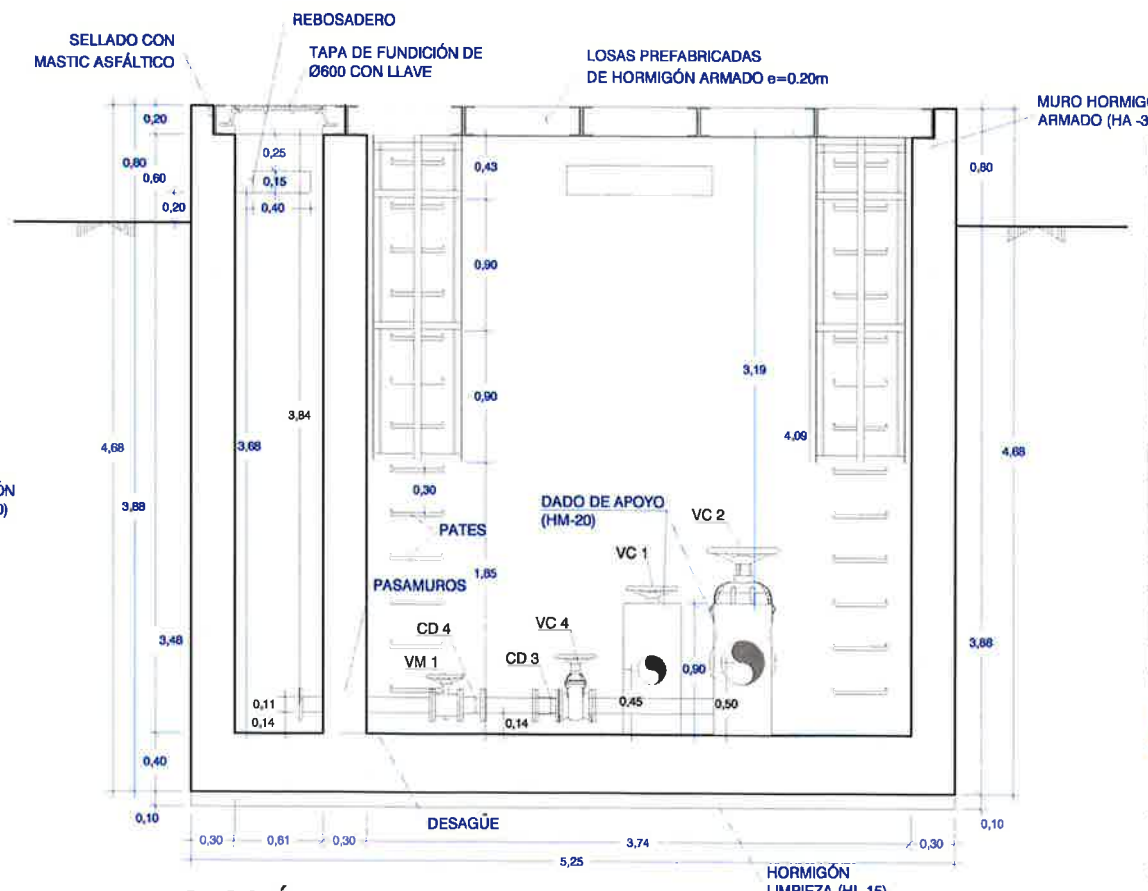 REBOSADERO
SELLADO CON
MASTIC ASFÁLTICO
TAPA DE FUNDICIÓN DE
Ø600 CON LLAVE
LOSAS PREFABRICADAS
DE HORMIGÓN ARMADO e=0.20m
MURO HORMIG
ARMADO (HA -3
0,20
0,80
0,60
0,20
0,25
0,15
0,40
0,43
0,80
0,90
0,90
3,19
3,84
3,68
4,68
3,88
4,09
4,68
ÓN
0)
0,30
PATES
DADO DE APOYO
(HM-20)
VC 2
VC 1
1,85
PASAMUROS
CD 4
VC 4
VM 1
CD 3
3,48
3,88
0,90
0,11
0,14
0,45
0,50
0,14
0,40
0,10
DESAGÜE
0,10
0,30
0,61
0,30
3,74
0,30
5,25
HORMIGÓN
LIMPIEZA (HL-15)